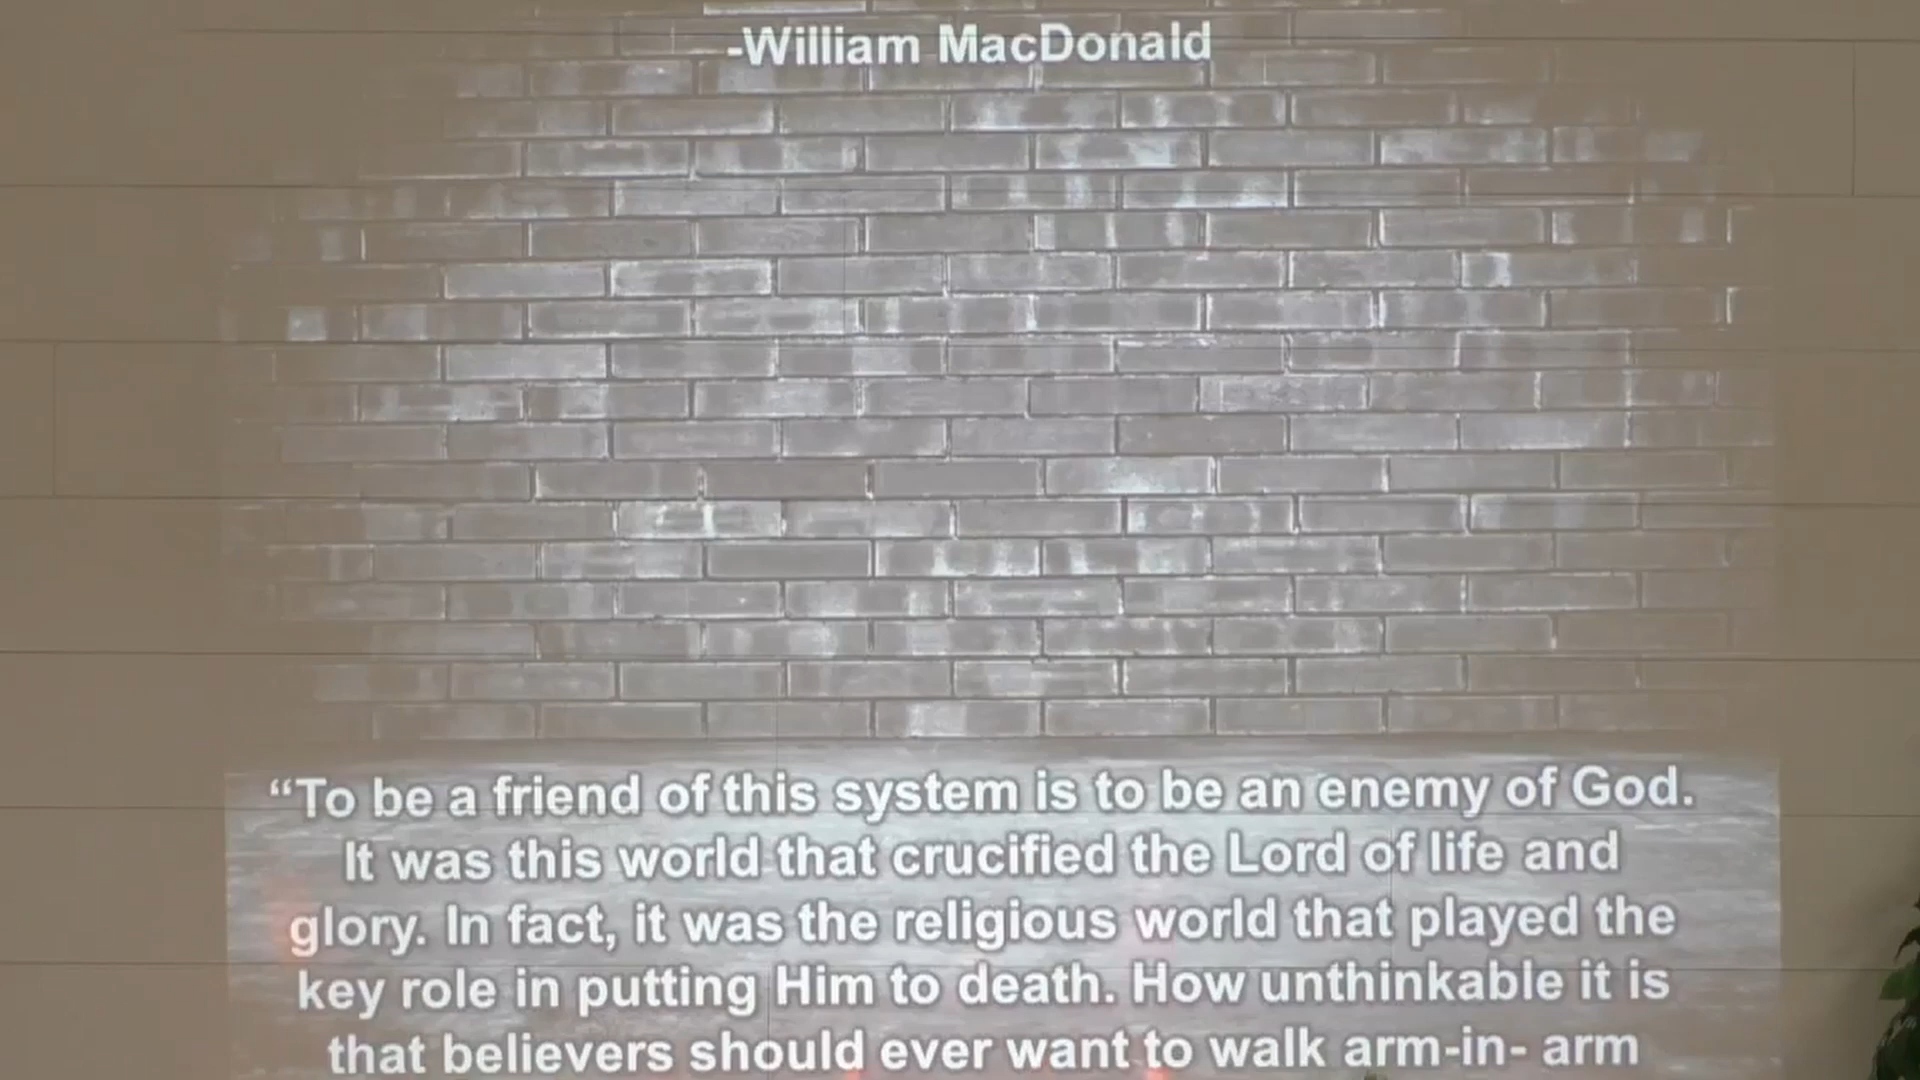 -William MacDonald
“To be a friend of this system is to be an enemy of God.
It was this world that crucified the Lord of life and
glory. In fact, it was the religious world that played the
key role in putting Him to death. How unthinkable it is
that believers should ever want to walk arm-in- arm